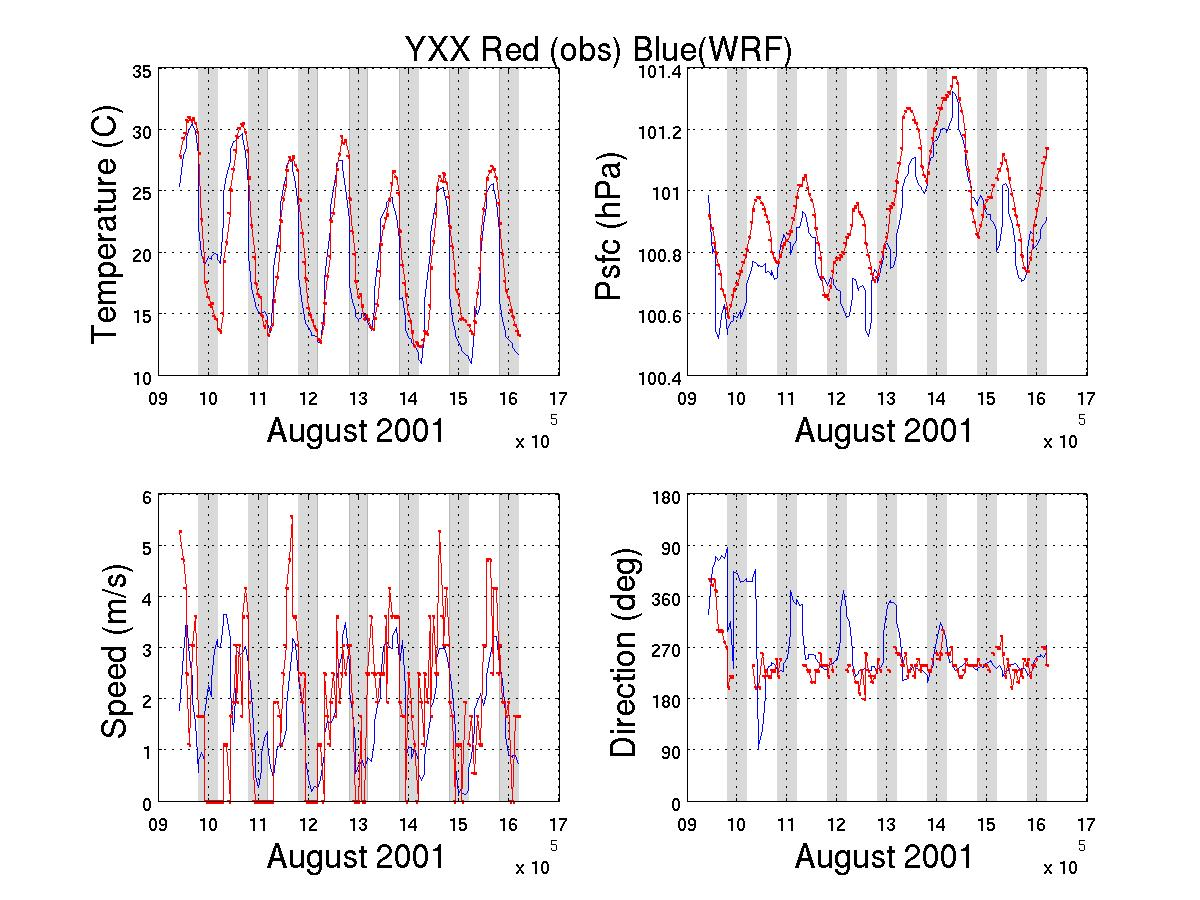 YXX Red (obs) Blue(WRF)
Temperature (C)
35
30
25
20
15
10
09 10 11 12 13 14 15 16 17
August 2001
x 10 5
Psfc (hPa)
101.4
101.2
101
100.8
100.6
100.4
09 10 11 12 13 14 15 16 17
August 2001
x 10 5
Speed (m/s)
6
5
4
3
2
1
0
09 10 11 12 13 14 15 16 17
August 2001
x 10 5
Direction (deg)
180
90
360
270
180
90
0
09 10 11 12 13 14 15 16 17
August 2001
x 10 5